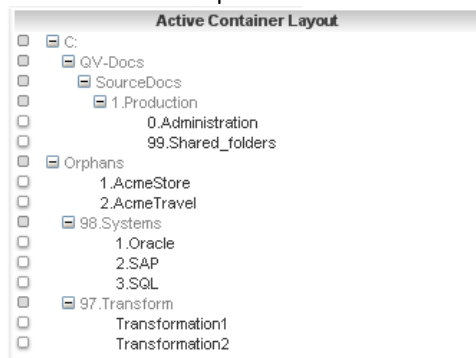 Active Container Layout
C:
QV-Docs
SourceDocs
1.Production
0.Administration
99.Shared_folders
Orphans
1.AcmeStore
2.AcmeTravel
98.Systems
1.Oracle
2.SAP
3.SQL
97.Transform
Transformation1
Transformation2